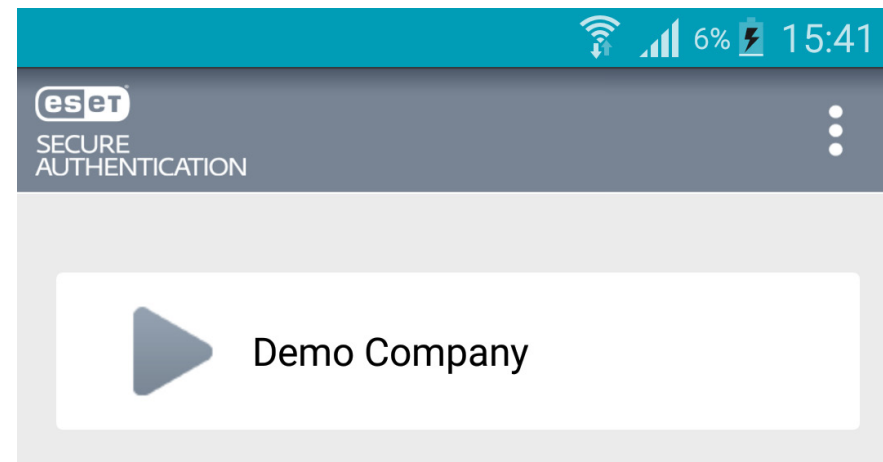 6% 15:41
eset
SECURE
AUTHENTICATION
Demo Company